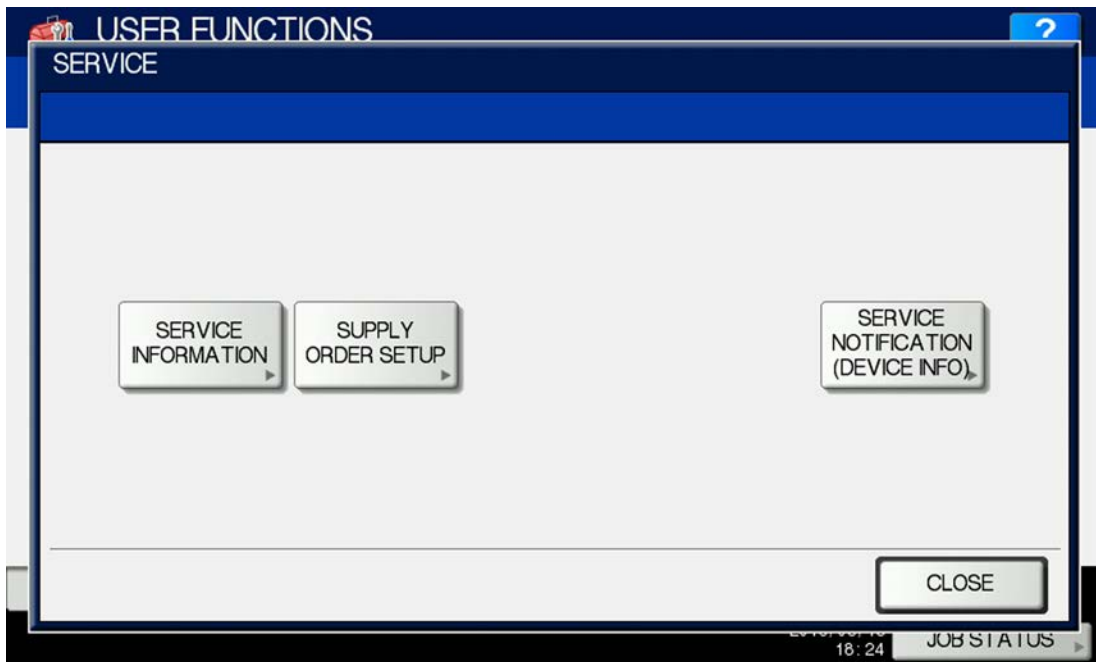 USER FUNCTIONS
?
SERVICE
SERVICE
INFORMATION
SUPPLY
ORDER SETUP
SERVICE
NOTIFICATION
(DEVICE INFO)
CLOSE
18:24
JOB STATUS